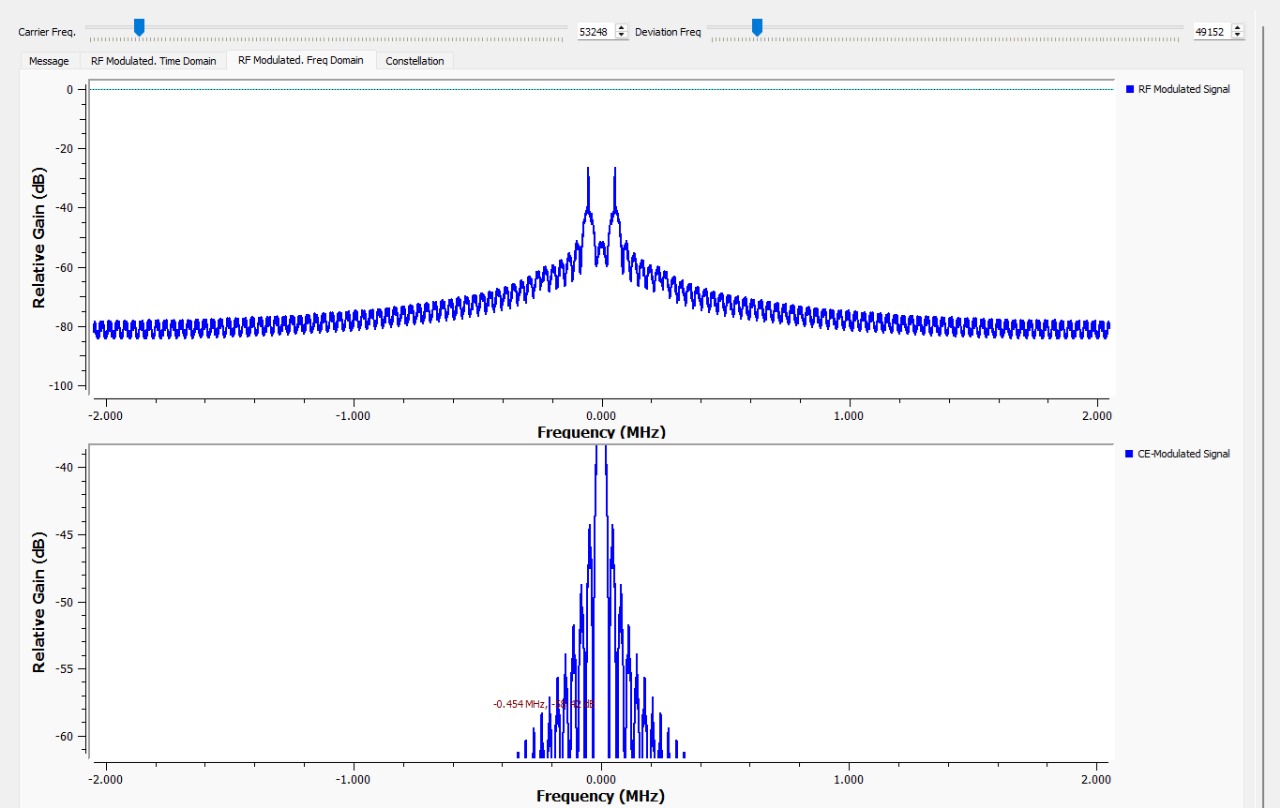 Carrier Freq. 53248 Deviation Freq 49152
Message RF Modulated. Time Domain RF Modulated. Freq Domain Constellation
0
-20
-40
-60
-80
-100
Relative Gain (dB)
RF Modulated Signal
-2.000 -1.000 0.000 1.000 2.000
Frequency (MHz)
-40
-45
-50
-55
-60
Relative Gain (dB)
CE-Modulated Signal
-0.454 MHz, dB
-2.000 -1.000 0.000 1.000 2.000
Frequency (MHz)